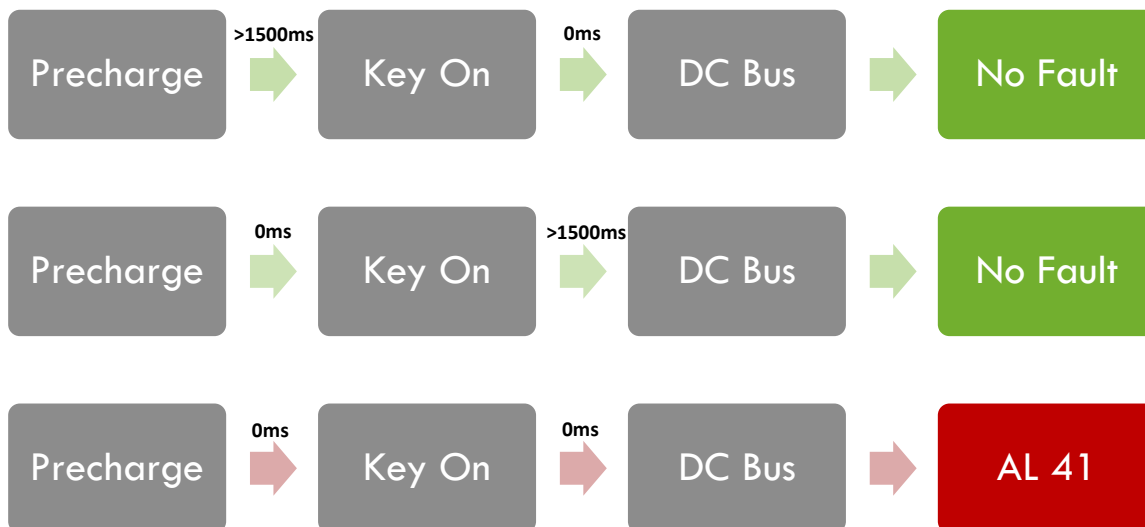 >1500ms
0ms
Precharge
Key On
DC Bus
No Fault
0ms
>1500ms
Precharge
Key On
DC Bus
No Fault
0ms
0ms
Precharge
Key On
DC Bus
AL 41